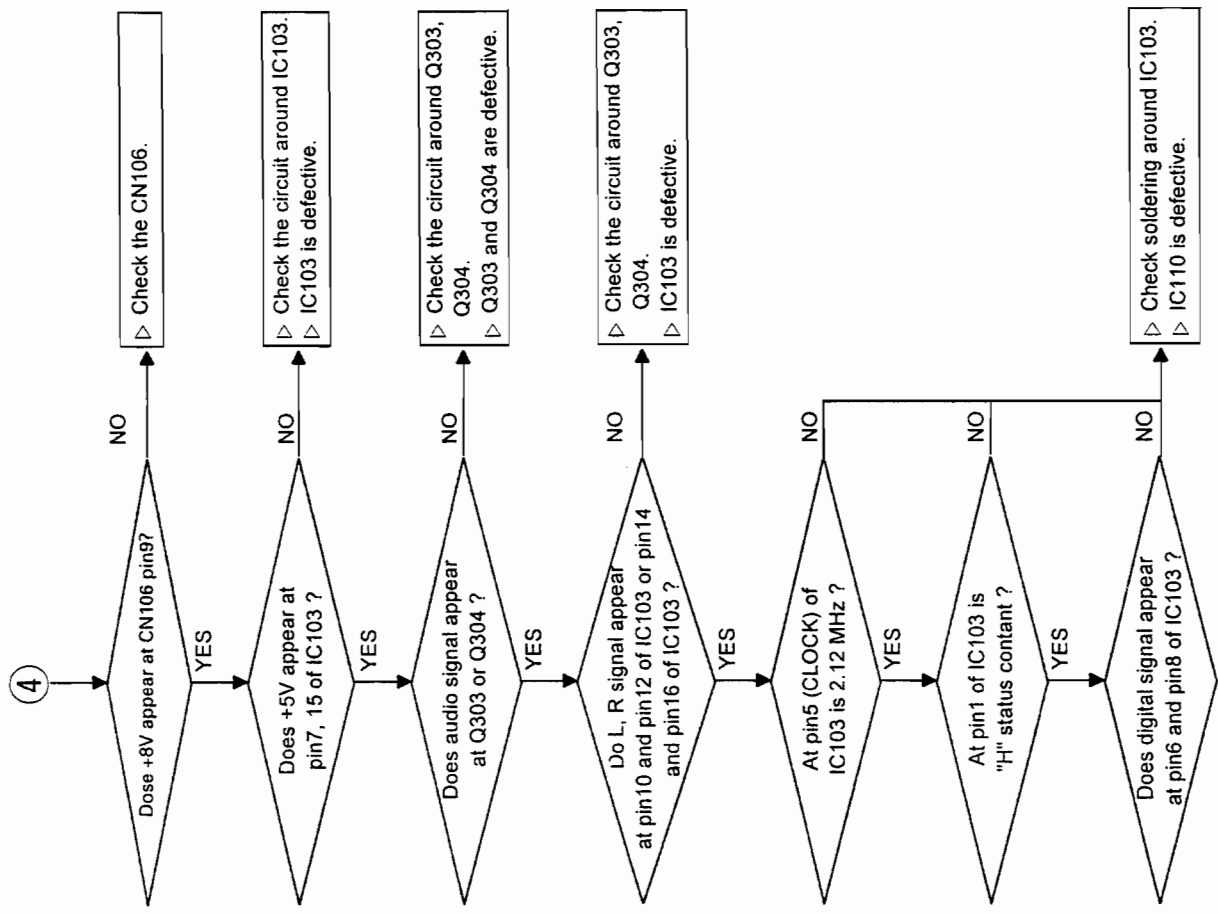 4
Dose +8V appear at CN106 pin9?
NO
▷ Check the CN106.
YES
Does +5V appear at
pin7, 15 of IC103 ?
NO
▷ Check the circuit around IC103.
▷ IC103 is defective.
YES
Does audio signal appear
at Q303 or Q304 ?
NO
▷ Check the circuit around Q303,
Q304.
▷ Q303 and Q304 are defective.
YES
Do L, R signal appear
at pin10 and pin12 of IC103 or pin14
and pin16 of IC103 ?
NO
▷ Check the circuit around Q303,
Q304.
▷ IC103 is defective.
YES
At pin5 (CLOCK) of
IC103 is 2.12 MHz ?
NO
YES
At pin1 of IC103 is
"H" status contant ?
NO
YES
Does digital signal appear
at pin6 and pin8 of IC103 ?
NO
▷ Check soldering around IC103.
▷ IC110 is defective.